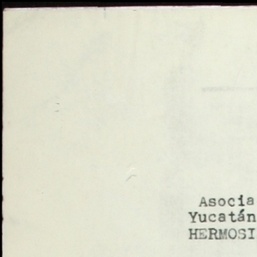 Asocia
Yucatán
HERMOSI